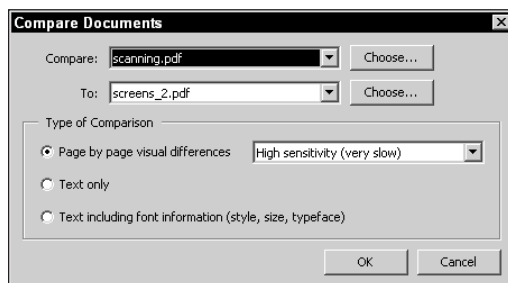 Compare Documents
Compare: scanning.pdf Choose...
To: screens_2.pdf Choose...
Type of Comparison
Page by page visual differences High sensitivity (very slow)
Text only
Text including font information (style, size, typeface)
OK Cancel